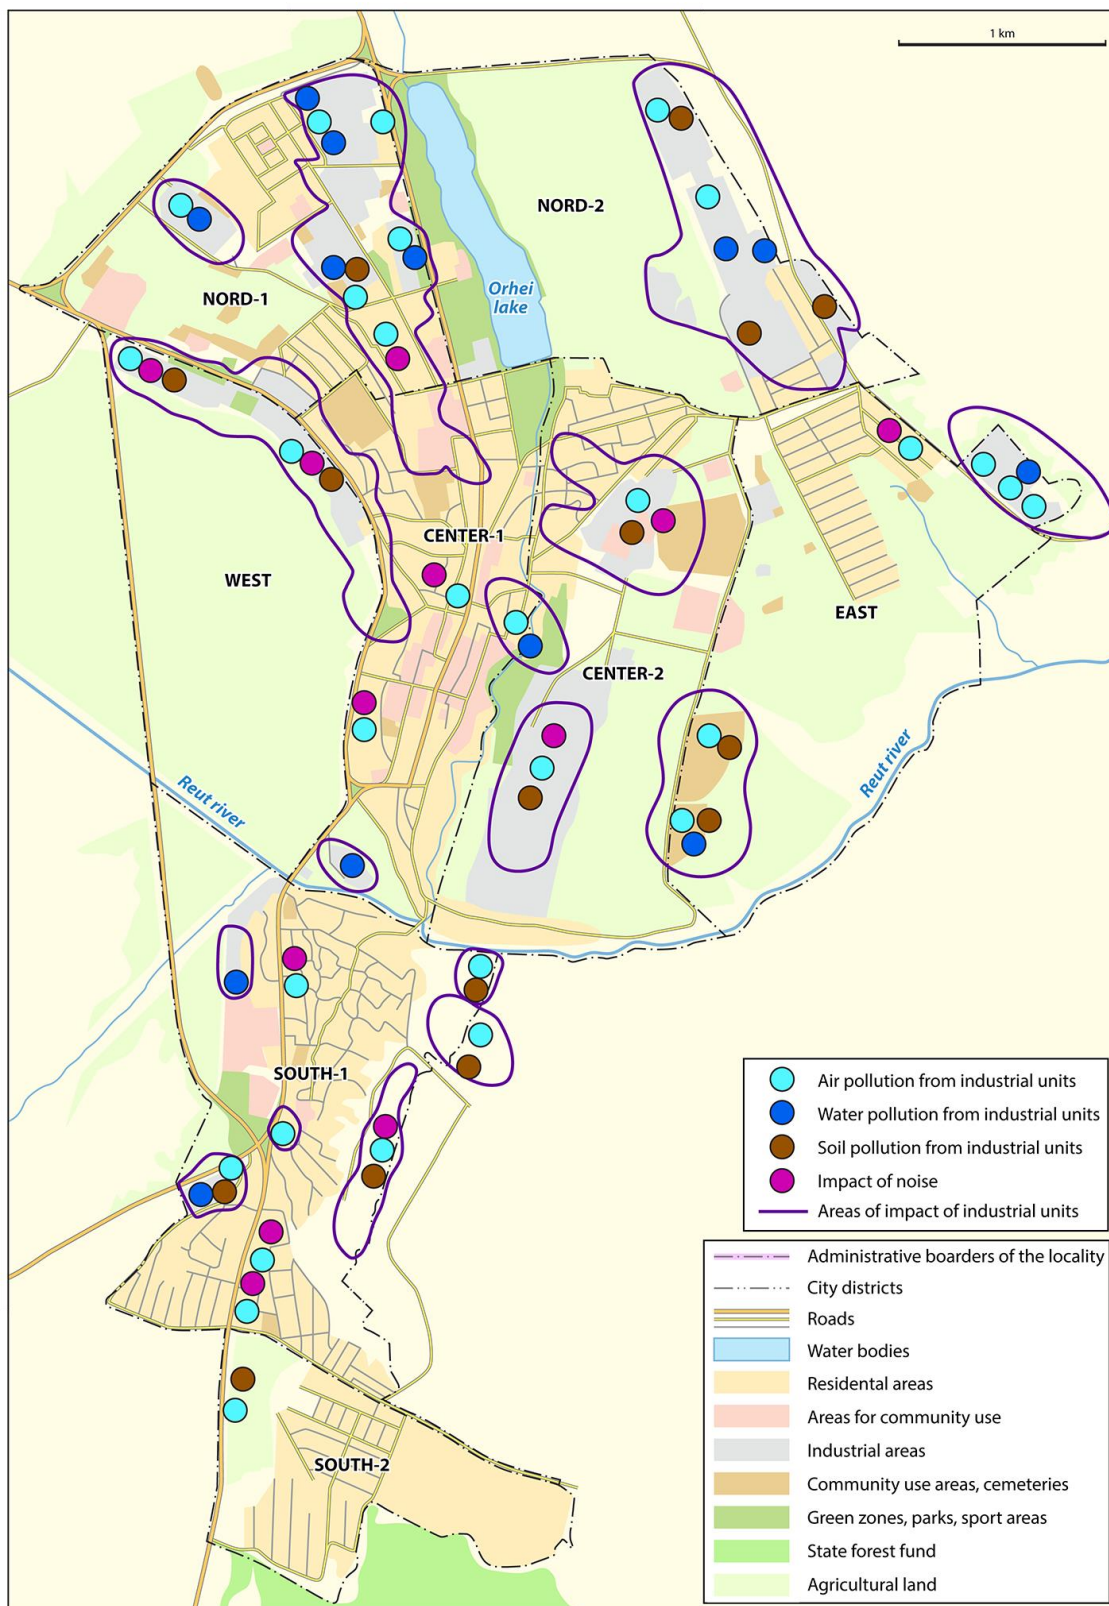 1 km
NORD-2
Orhei
lake
NORD-1
CENTER-1
WEST
EAST
CENTER-2
Reut river
Reut river
SOUTH-1
SOUTH-2
Air pollution from industrial units
Water pollution from industrial units
Soil pollution from industrial units
Impact of noise
Areas of impact of industrial units
Administrative boarders of the locality
City districts
Roads
Water bodies
Residental areas
Areas for community use
Industrial areas
Community use areas, cemeteries
Green zones, parks, sport areas
State forest fund
Agricultural land